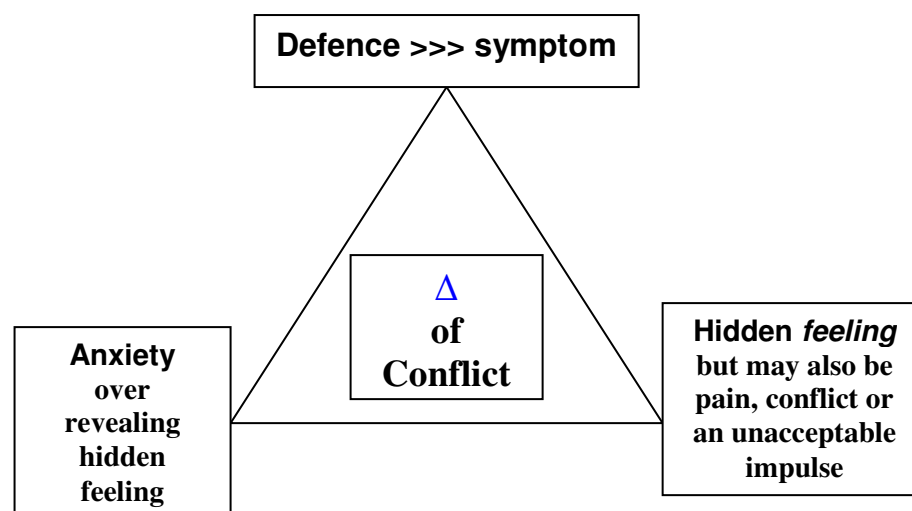 Defence >>> symptom
Δ
of
Conflict
Anxiety
over
revealing
hidden
feeling
Hidden feeling
but may also be
pain, conflict or
an unacceptable
impulse